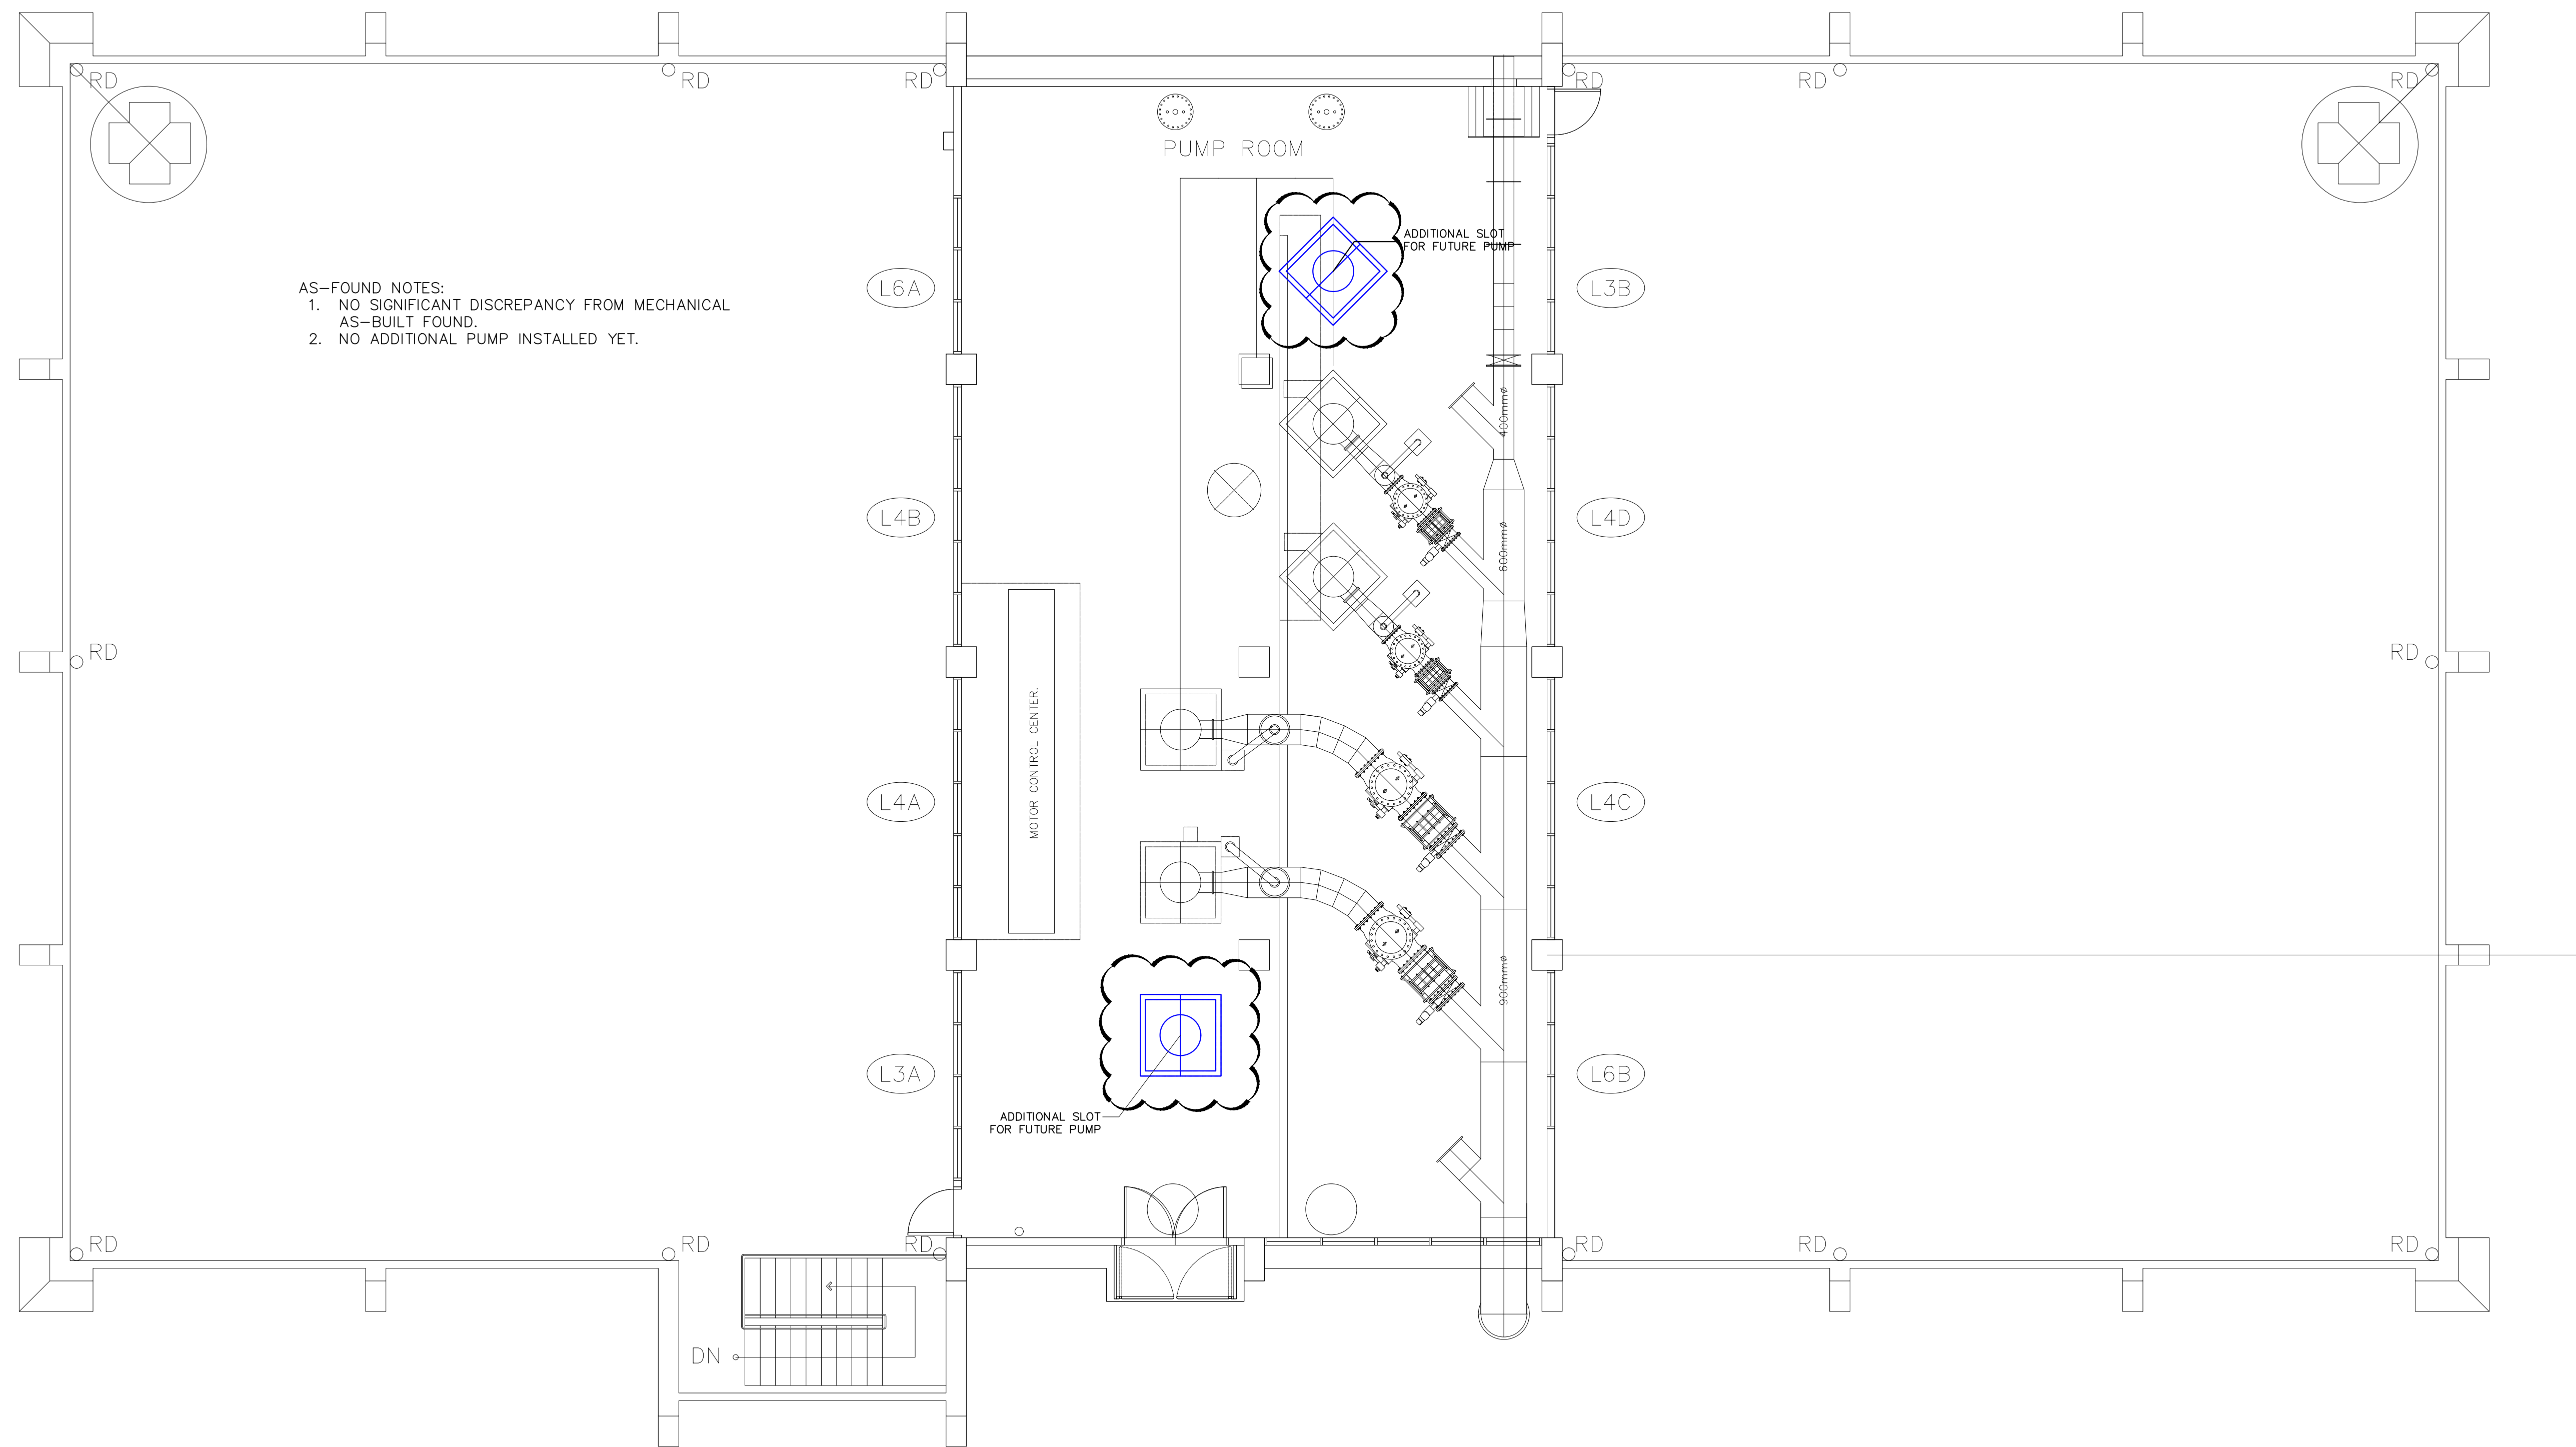 RD
RD
RD
RD
RD
RD
PUMP ROOM
ADDITIONAL SLOT
FOR FUTURE PUMP
AS-FOUND NOTES:
1. NO SIGNIFICANT DISCREPANCY FROM MECHANICAL
AS-BUILT FOUND.
2. NO ADDITIONAL PUMP INSTALLED YET.
L6A
L3B
400mmø
L4B
L4D
600mmø
RD
RD
MOTOR CONTROL CENTER.
L4A
L4C
900mmø
L3A
L6B
ADDITIONAL SLOT
FOR FUTURE PUMP
RD
RD
RD
RD
RD
RD
DN